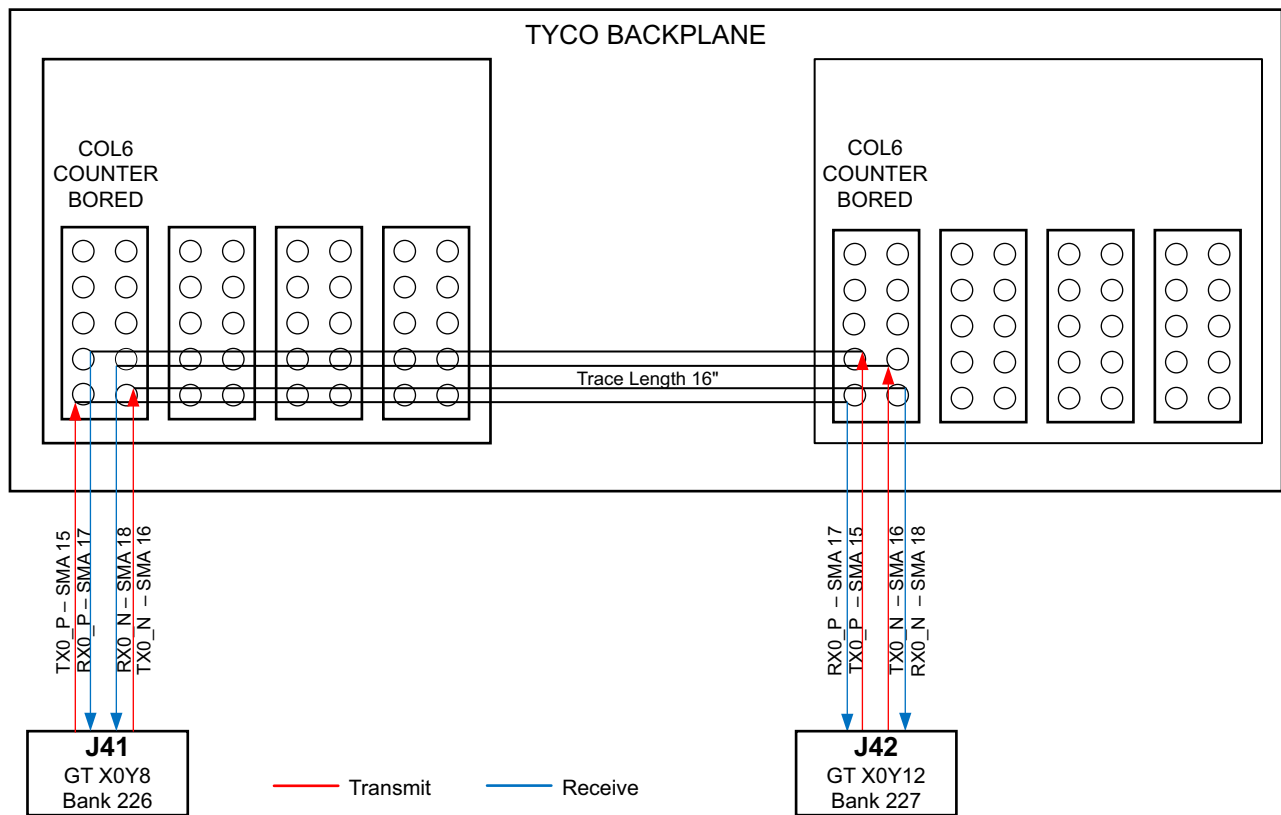 TYCO BACKPLANE
COL6
COUNTER
BORED
COL6
COUNTER
BORED
Trace Length 16"
TX0_P – SMA 15
RX0_P – SMA 17
RX0_N – SMA 18
TX0_N – SMA 16
RX0_P – SMA 17
TX0_P – SMA 15
TX0_N – SMA 16
RX0_N – SMA 18
J41
GT X0Y8
Bank 226
Transmit
Receive
J42
GT X0Y12
Bank 227